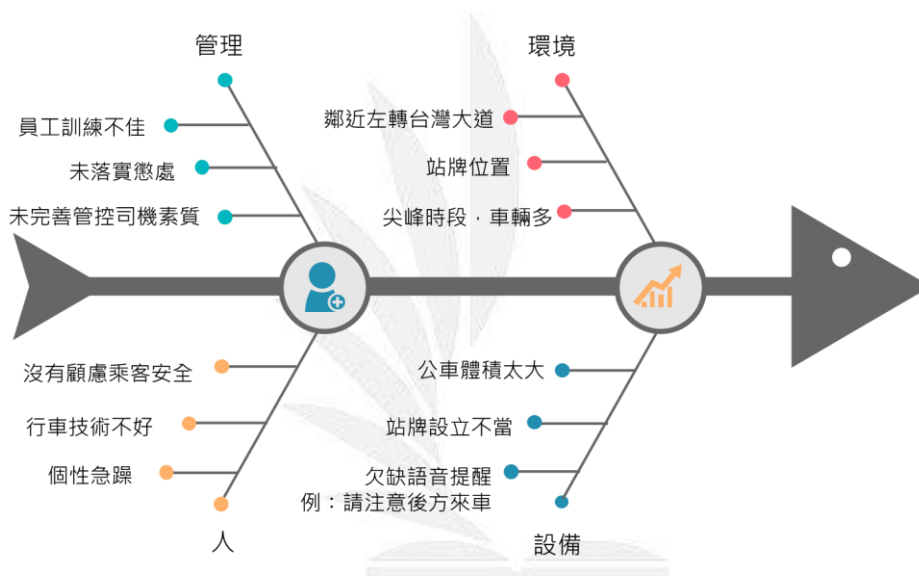 管理
員工訓練不佳
未落實懲處
未完善管控司機素質
環境
鄰近左轉台灣大道
站牌位置
尖峰時段，車輛多
沒有顧慮乘客安全
行車技術不好
個性急躁
人
公車體積太大
站牌設立不當
欠缺語音提醒
例：請注意後方來車
設備